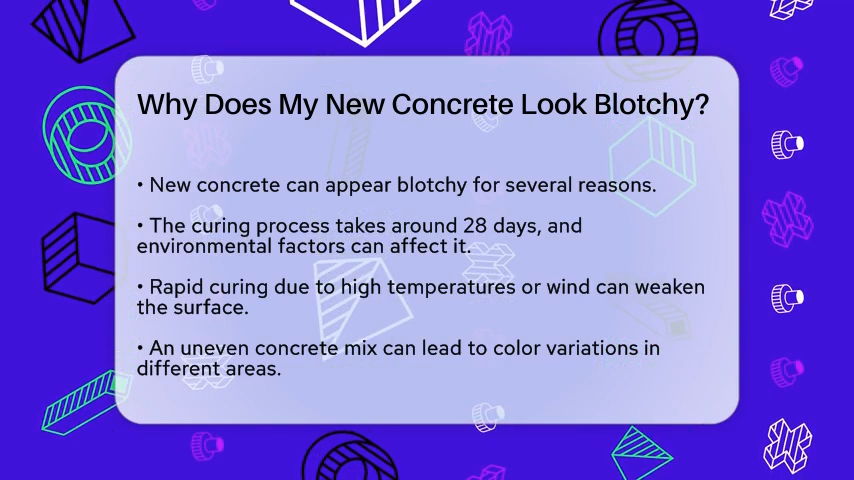 Why Does My New Concrete Look Blotchy?
• New concrete can appear blotchy for several reasons.
• The curing process takes around 28 days, and
environmental factors can affect it.
• Rapid curing due to high temperatures or wind can weaken
the surface.
• An uneven concrete mix can lead to color variations in
different areas.